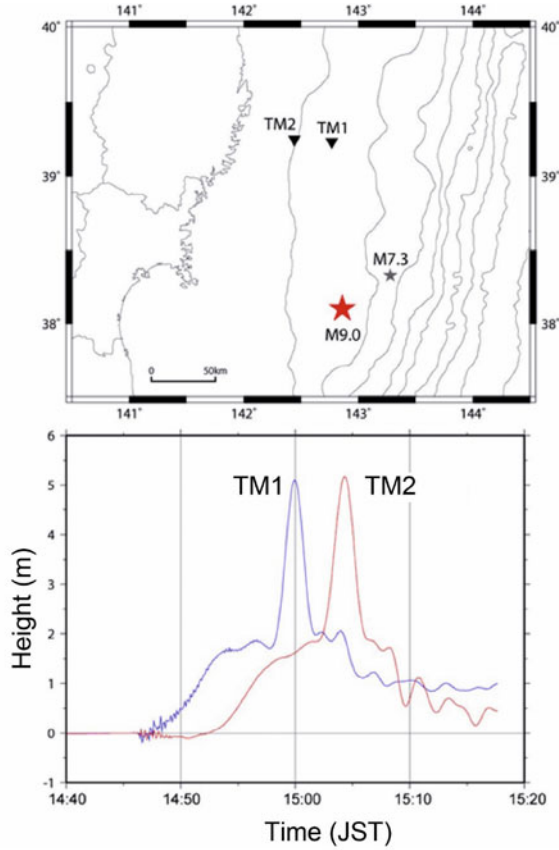 141° 142° 143° 144°
40° 40°
TM2 TM1
39° 39°
M7.3
38° 38°
M9.0
0 50km
141° 142° 143° 144°
6
TM1 TM2
5
4
3
2
1
0
-1
Height (m)
14:40 14:50 15:00 15:10 15:20
Time (JST)